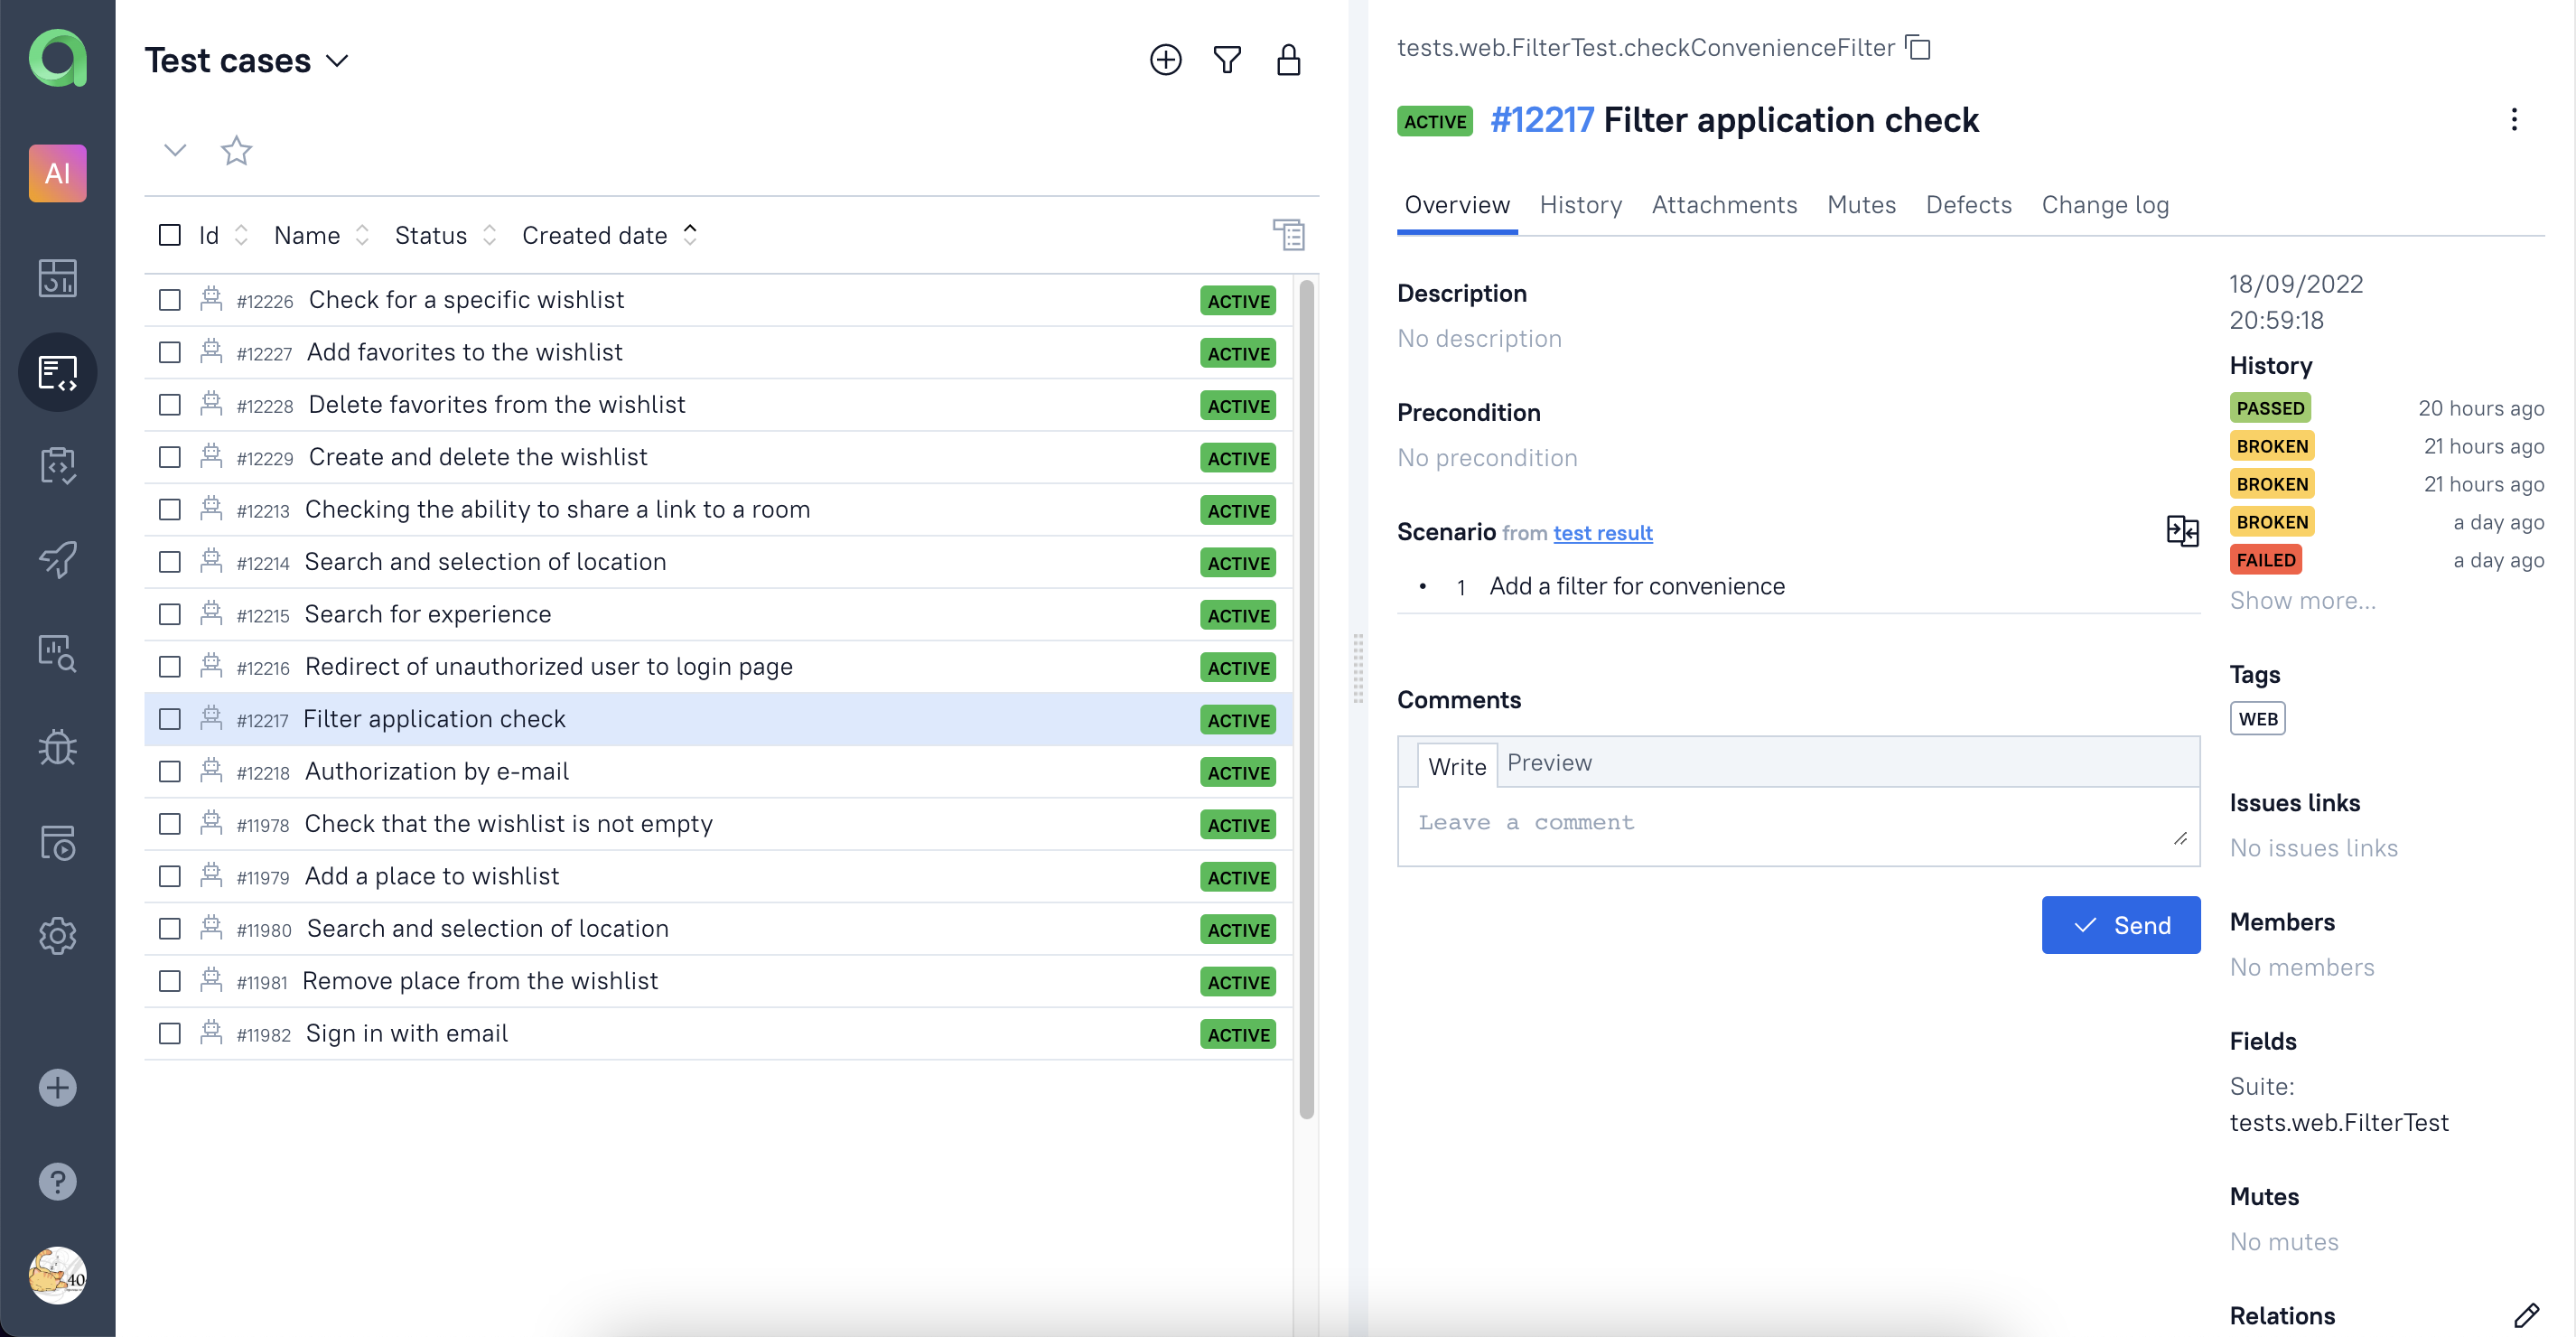 AI
40
Test cases
Id Name Status Created date
#12226 Check for a specific wishlist ACTIVE
#12227 Add favorites to the wishlist ACTIVE
#12228 Delete favorites from the wishlist ACTIVE
#12229 Create and delete the wishlist ACTIVE
#12213 Checking the ability to share a link to a room ACTIVE
#12214 Search and selection of location ACTIVE
#12215 Search for experience ACTIVE
#12216 Redirect of unauthorized user to login page ACTIVE
#12217 Filter application check ACTIVE
#12218 Authorization by e-mail ACTIVE
#11978 Check that the wishlist is not empty ACTIVE
#11979 Add a place to wishlist ACTIVE
#11980 Search and selection of location ACTIVE
#11981 Remove place from the wishlist ACTIVE
#11982 Sign in with email ACTIVE
tests.web.FilterTest.checkConvenienceFilter
ACTIVE #12217 Filter application check
Overview History Attachments Mutes Defects Change log
Description
No description
Precondition
No precondition
Scenario from test result
• 1 Add a filter for convenience
Comments
Write Preview
Leave a comment
Send
18/09/2022
20:59:18
History
PASSED 20 hours ago
BROKEN 21 hours ago
BROKEN 21 hours ago
BROKEN a day ago
FAILED a day ago
Show more...
Tags
WEB
Issues links
No issues links
Members
No members
Fields
Suite:
tests.web.FilterTest
Mutes
No mutes
Relations